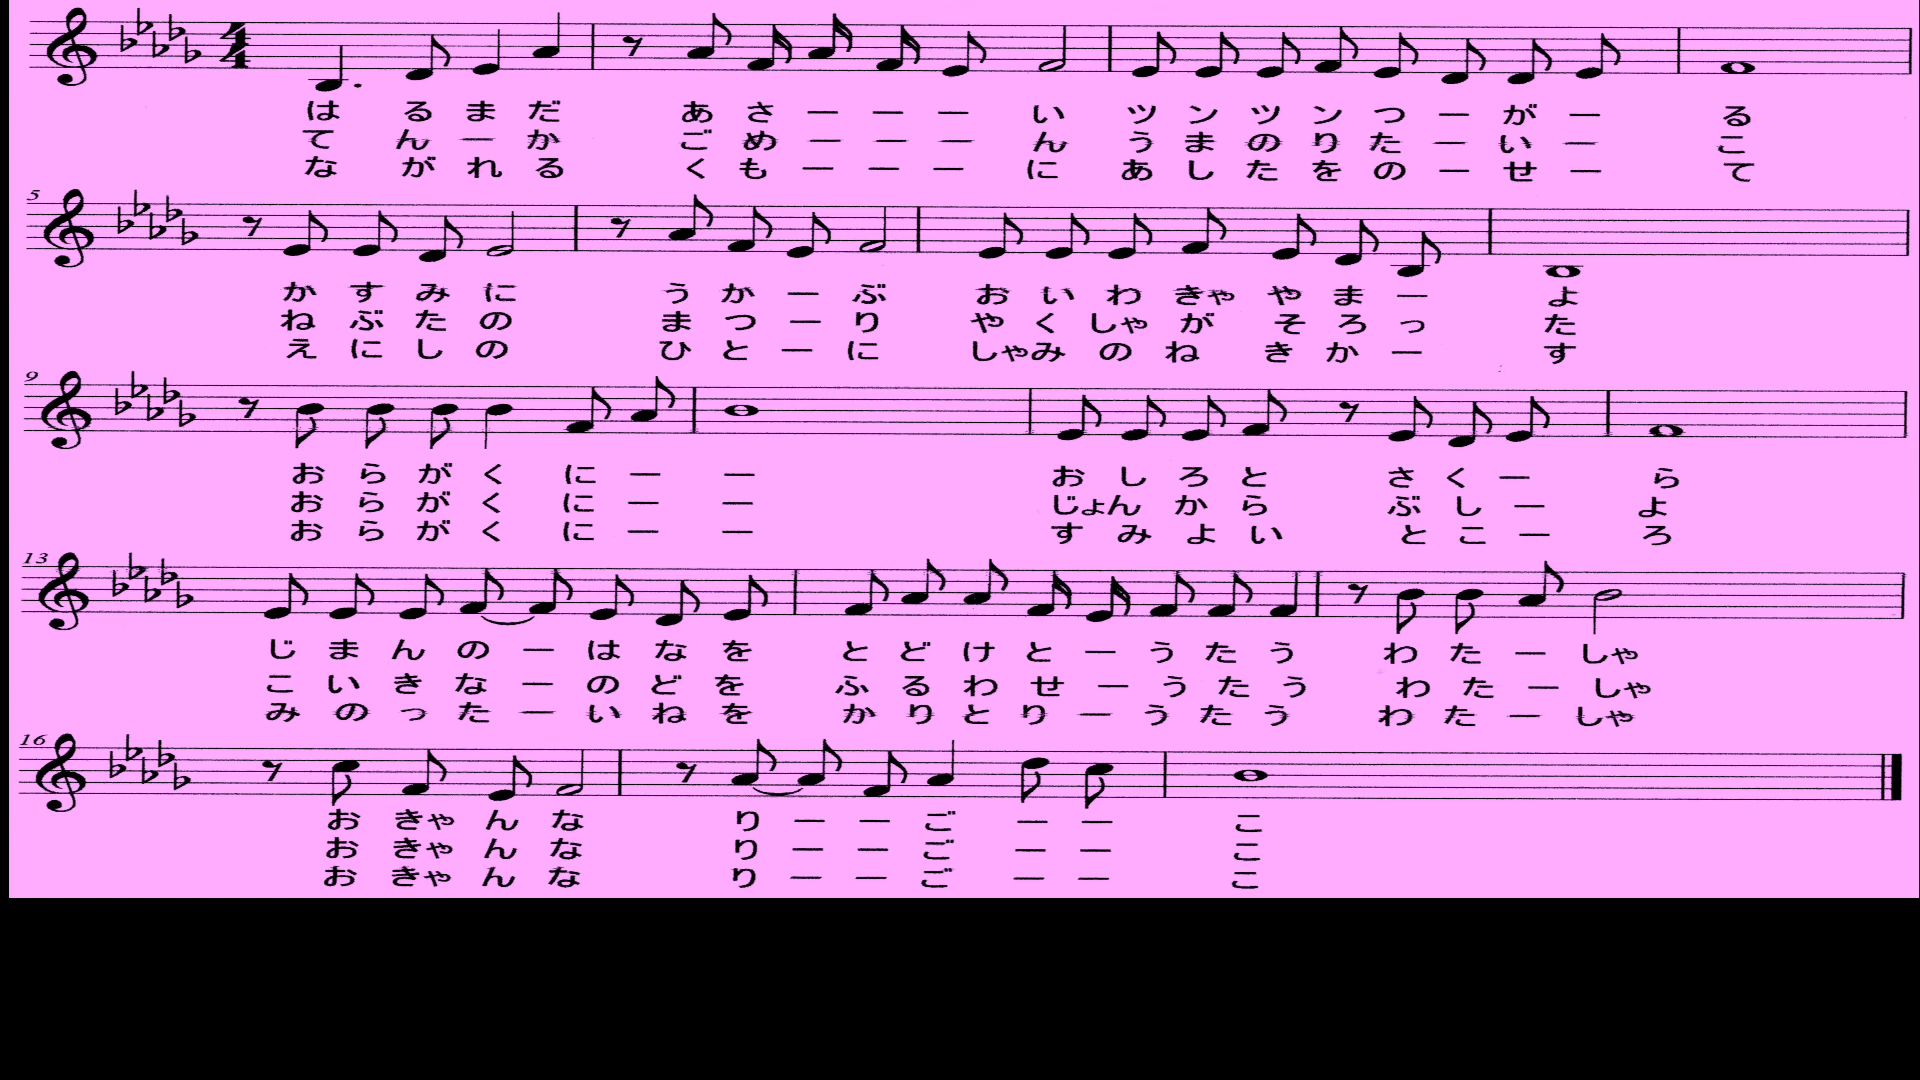 はるまだ あさーーーい ツンツンつーがーる
てんーか ごめーーーん うまのりたーいーこ
ながれる くもーーーに あしたをのーせーて
5
かすみに うかーぶ おいわきゃやまーよ
ねぶたの まつーり やくしゃがそろった
えにしの ひとーに しゃみのねきかーす
9
おらがくにーー おしろと さくーら
おらがくにーー じょんから ぶしーよ
おらがくにーー すみよい とこーろ
13
じまんのーはなを とどけとーうたう わたーしゃ
こいきなーのどを ふるわせーうたう わたーしゃ
みのったーいねを かりとりーうたう わたーしゃ
16
おきゃんな りーーごーーこ
おきゃんな りーーごーーこ
おきゃんな りーーごーーこ